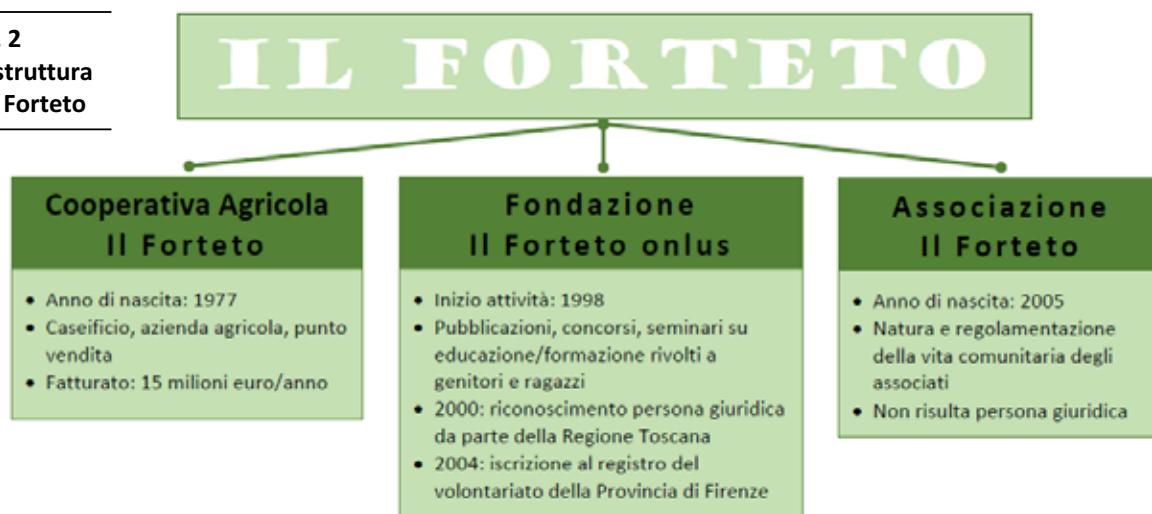 2
struttura
Forteto
IL FORTETO
Cooperativa Agricola
Il Forteto
• Anno di nascita: 1977
• Caseificio, azienda agricola, punto
vendita
• Fatturato: 15 milioni euro/anno
Fondazione
Il Forteto onlus
• Inizio attività: 1998
• Pubblicazioni, concorsi, seminari su
educazione/formazione rivolti a
genitori e ragazzi
• 2000: riconoscimento persona giuridica
da parte della Regione Toscana
• 2004: iscrizione al registro del
volontariato della Provincia di Firenze
Associazione
Il Forteto
• Anno di nascita: 2005
• Natura e regolamentazione
della vita comunitaria degli
associati
• Non risulta persona giuridica